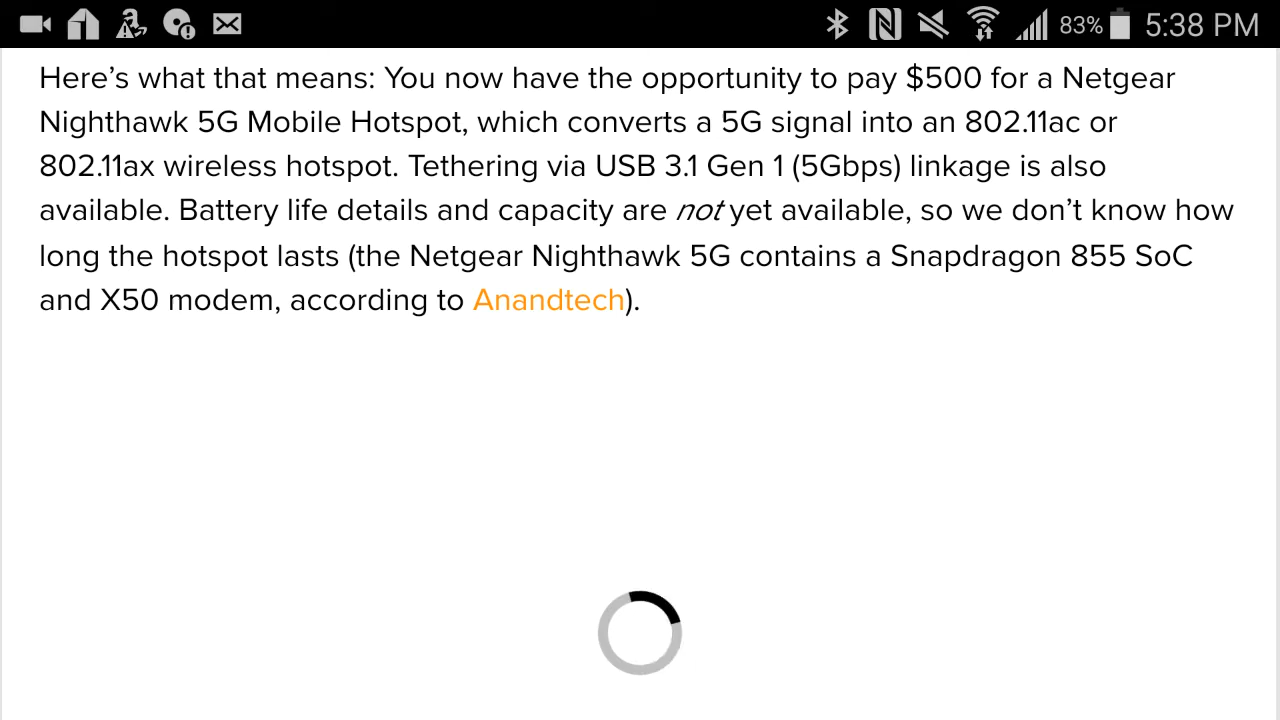 83% 5:38 PM
Here’s what that means: You now have the opportunity to pay $500 for a Netgear
Nighthawk 5G Mobile Hotspot, which converts a 5G signal into an 802.11ac or
802.11ax wireless hotspot. Tethering via USB 3.1 Gen 1 (5Gbps) linkage is also
available. Battery life details and capacity are not yet available, so we don’t know how
long the hotspot lasts (the Netgear Nighthawk 5G contains a Snapdragon 855 SoC
and X50 modem, according to Anandtech).